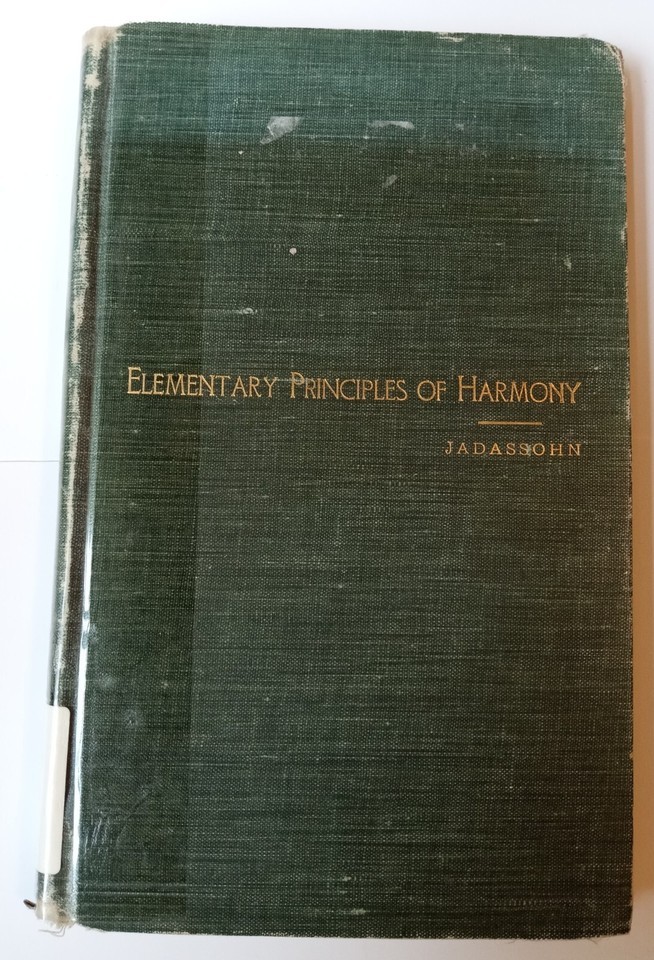 ELEMENTARY PRINCIPLES OF HARMONY
JADASSOHN